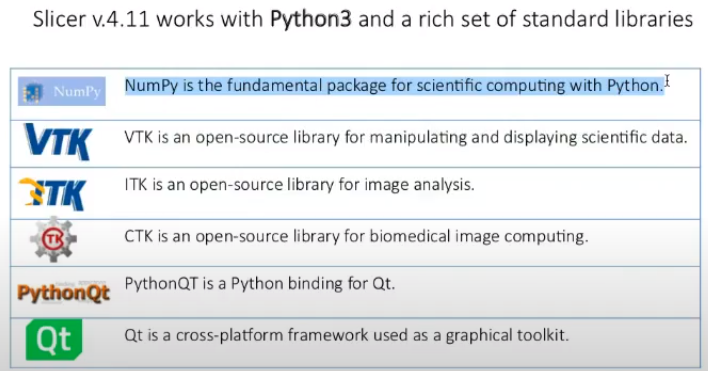 Slicer v.4.11 works with Python3 and a rich set of standard libraries
NumPy NumPy is the fundamental package for scientific computing with Python.
VTK VTK is an open-source library for manipulating and displaying scientific data.
ITK ITK is an open-source library for image analysis.
CTK CTK is an open-source library for biomedical image computing.
PythonQt PythonQT is a Python binding for Qt.
Qt Qt is a cross-platform framework used as a graphical toolkit.